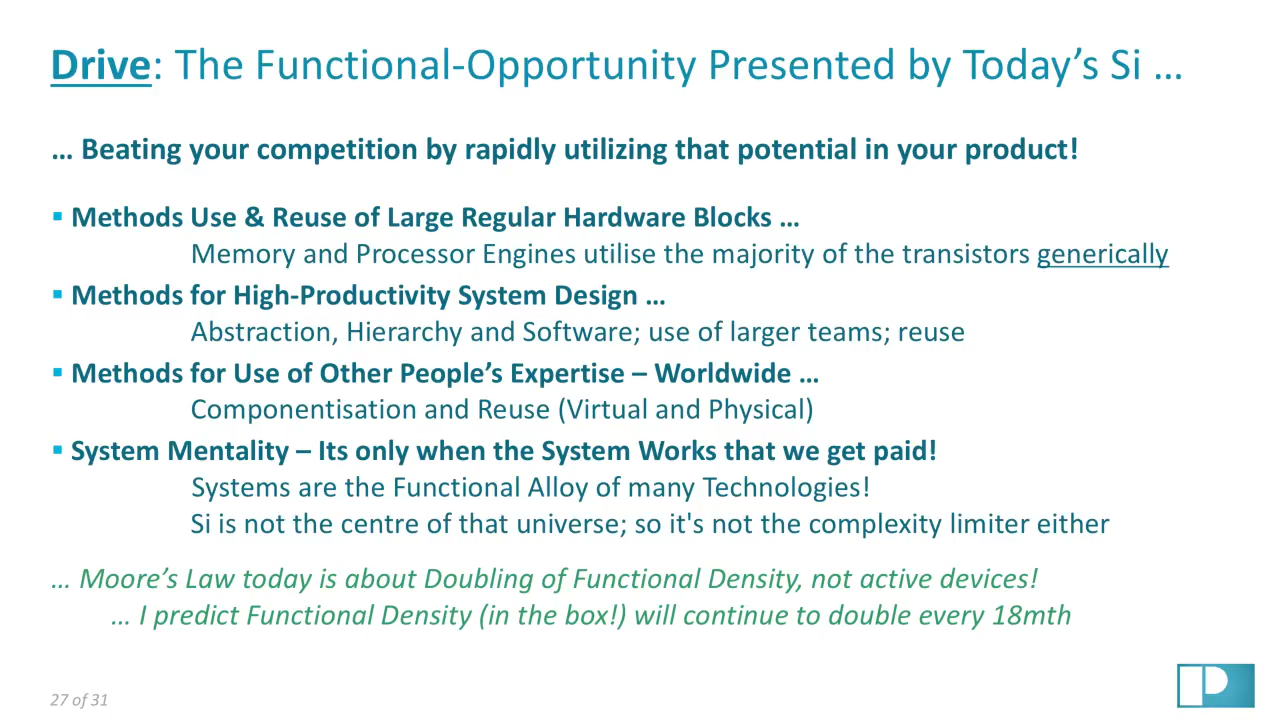 Drive: The Functional-Opportunity Presented by Today’s Si …
… Beating your competition by rapidly utilizing that potential in your product!
▪ Methods Use & Reuse of Large Regular Hardware Blocks …
Memory and Processor Engines utilise the majority of the transistors generically
▪ Methods for High-Productivity System Design …
Abstraction, Hierarchy and Software; use of larger teams; reuse
▪ Methods for Use of Other People’s Expertise – Worldwide …
Componentisation and Reuse (Virtual and Physical)
▪ System Mentality – Its only when the System Works that we get paid!
Systems are the Functional Alloy of many Technologies!
Si is not the centre of that universe; so it's not the complexity limiter either
… Moore’s Law today is about Doubling of Functional Density, not active devices!
… I predict Functional Density (in the box!) will continue to double every 18mth
27 of 31
P